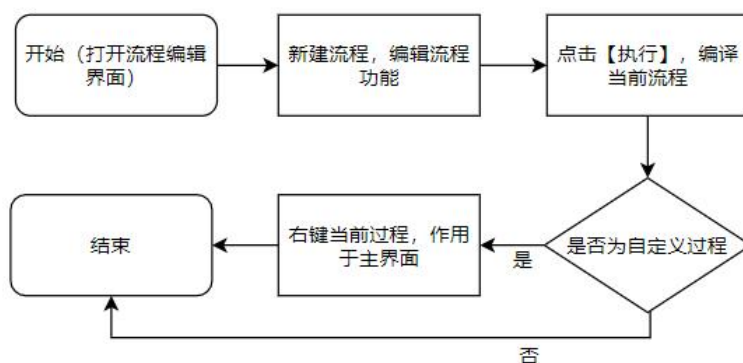 开始（打开流程编辑
界面）
新建流程，编辑流程
功能
点击【执行】，编译
当前流程
是否为自定义过程
是
右键当前过程，作用
于主界面
结束
否